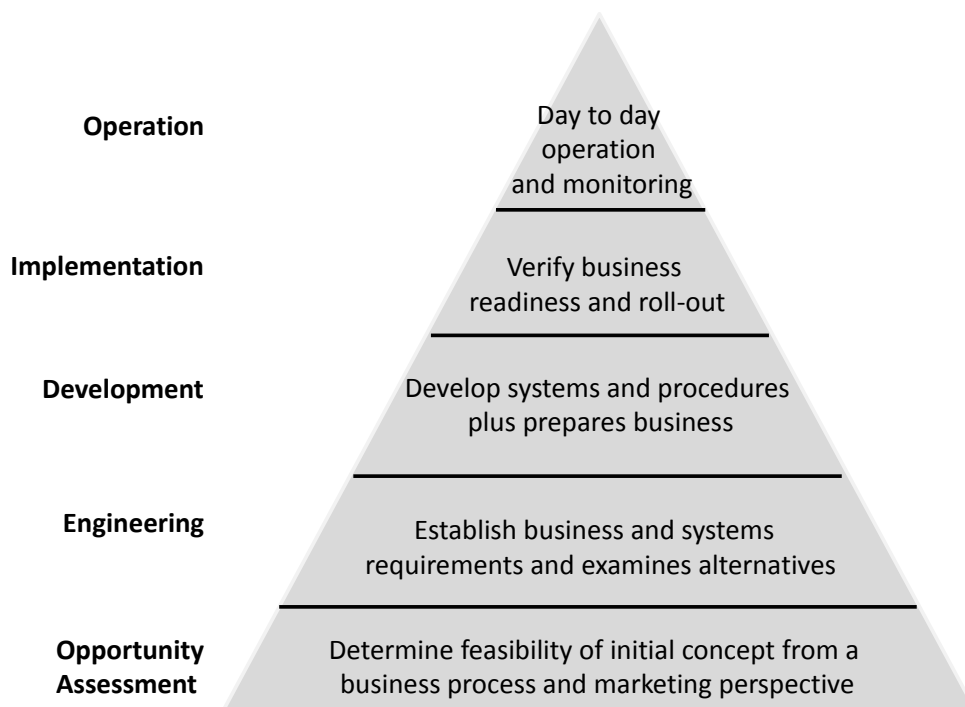 Operation
Day to day
operation
and monitoring
Implementation
Verify business
readiness and roll-out
Development
Develop systems and procedures
plus prepares business
Engineering
Establish business and systems
requirements and examines alternatives
Opportunity
Assessment
Determine feasibility of initial concept from a
business process and marketing perspective